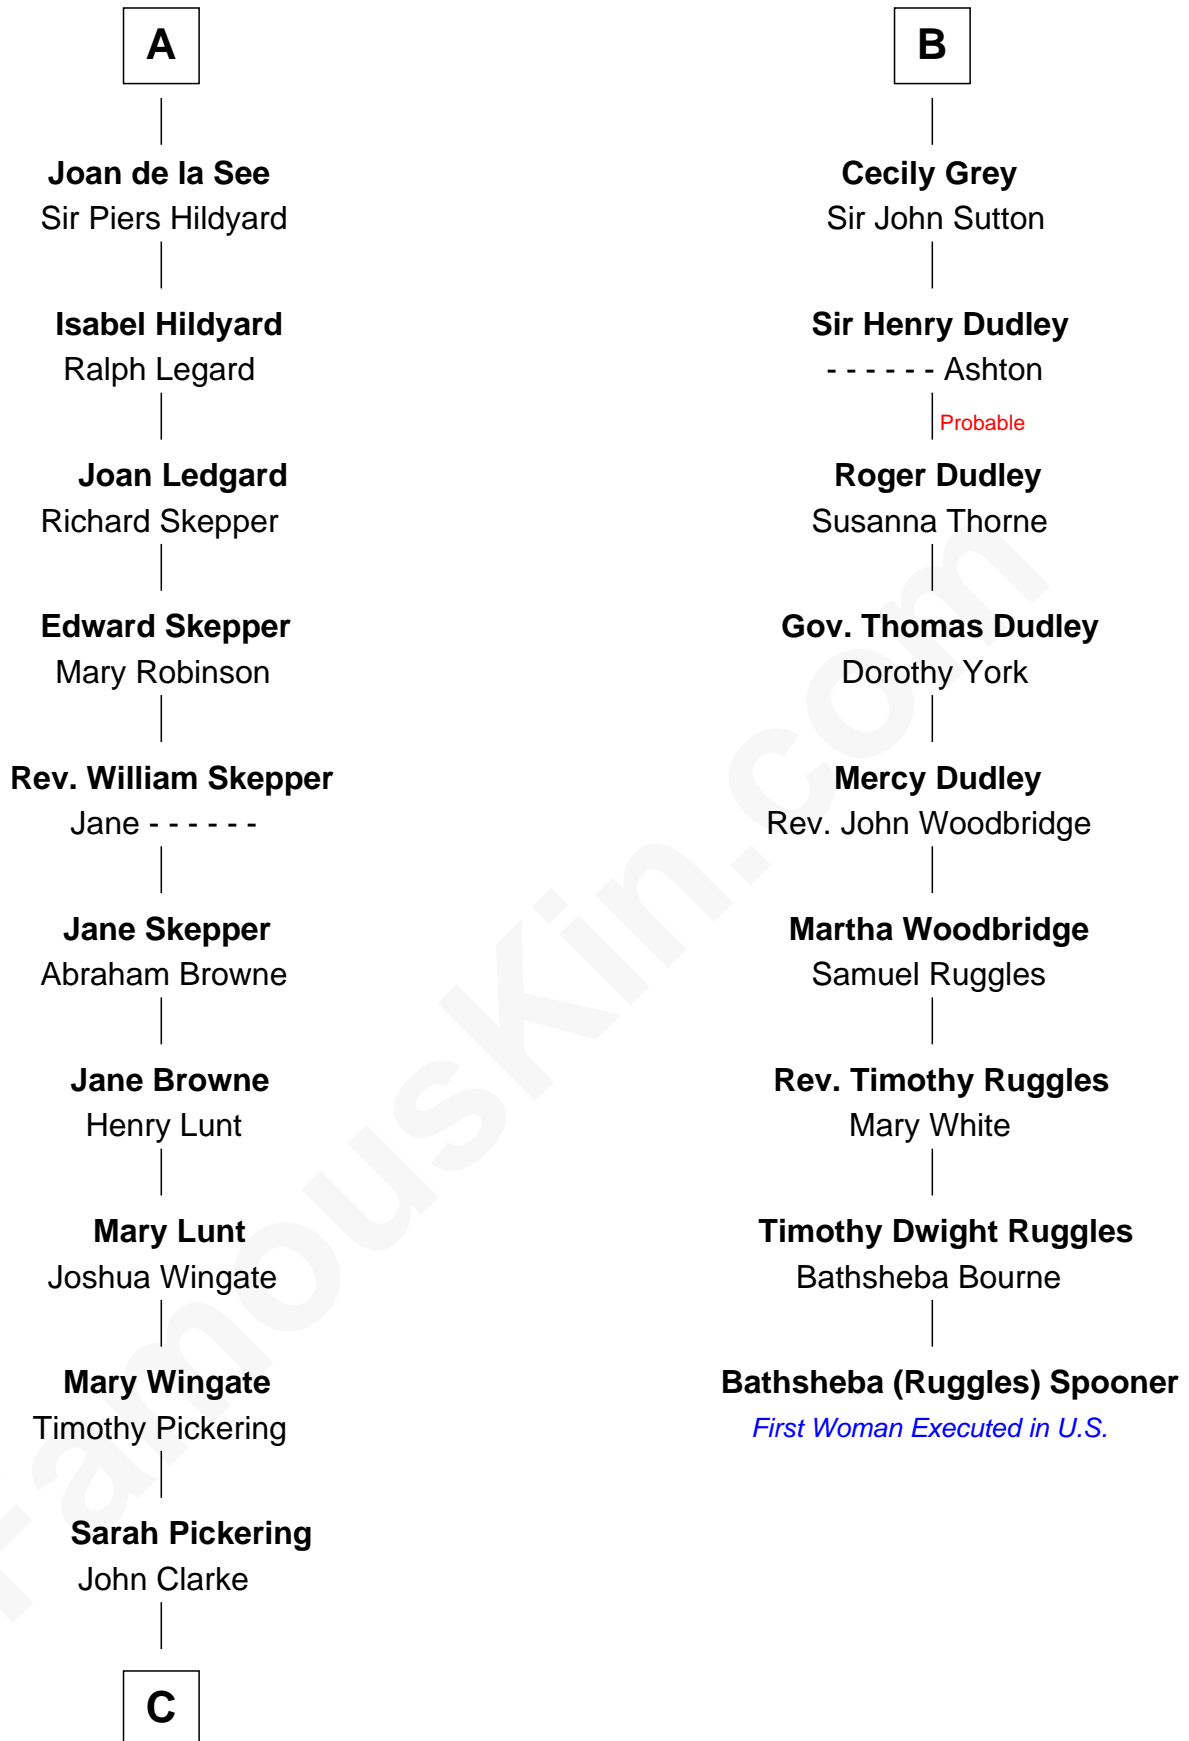 A
Joan de la See
Sir Piers Hildyard
Isabel Hildyard
Ralph Legard
Joan Ledgard
Richard Skepper
Edward Skepper
Mary Robinson
Rev. William Skepper
Jane - - - - - -
Jane Skepper
Abraham Browne
Jane Browne
Henry Lunt
Mary Lunt
Joshua Wingate
Mary Wingate
Timothy Pickering
Sarah Pickering
John Clarke
C
B
Cecily Grey
Sir John Sutton
Sir Henry Dudley
- - - - - - Ashton
Probable
Roger Dudley
Susanna Thorne
Gov. Thomas Dudley
Dorothy York
Mercy Dudley
Rev. John Woodbridge
Martha Woodbridge
Samuel Ruggles
Rev. Timothy Ruggles
Mary White
Timothy Dwight Ruggles
Bathsheba Bourne
Bathsheba (Ruggles) Spooner
First Woman Executed in U.S.
FamousKin.com